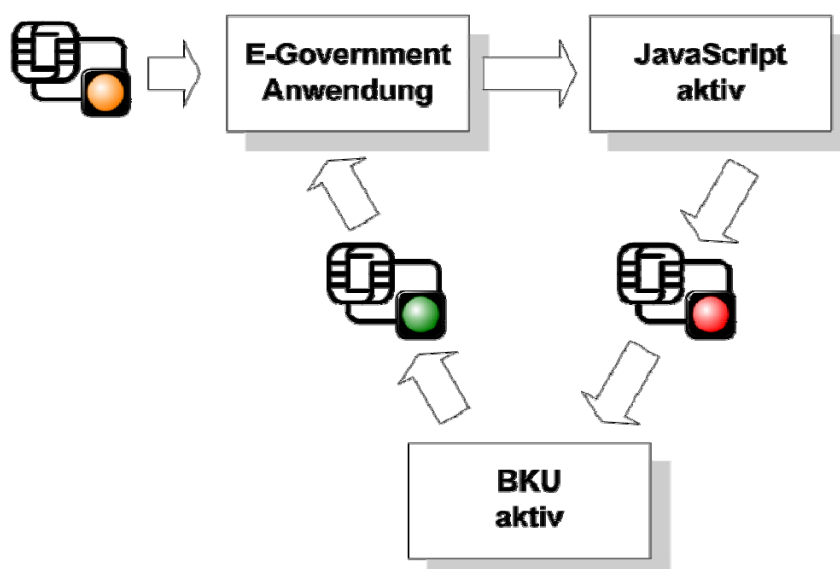 E-Government
Anwendung
JavaScript
aktiv
BKU
aktiv